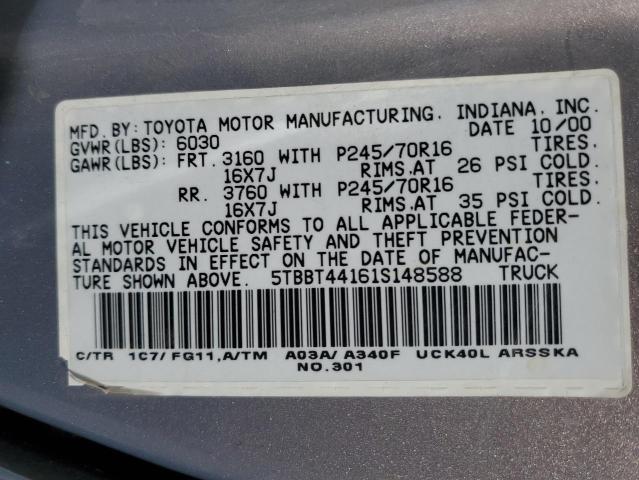 MFD. BY: TOYOTA MOTOR MANUFACTURING, INDIANA, INC.
GVWR(LBS): 6030 DATE 10/00
GAWR(LBS): FRT. 3160 WITH P245/70R16 TIRES.
16X7J RIMS.AT 26 PSI COLD.
RR. 3760 WITH P245/70R16 TIRES.
16X7J RIMS.AT 35 PSI COLD.
THIS VEHICLE CONFORMS TO ALL APPLICABLE FEDER-
AL MOTOR VEHICLE SAFETY AND THEFT PREVENTION
STANDARDS IN EFFECT ON THE DATE OF MANUFAC-
TURE SHOWN ABOVE. 5TBBT44161S148588 TRUCK
C/TR 1C7/ FG11,A/TM A03A/ A340F UCK40L ARSSKA
NO.301